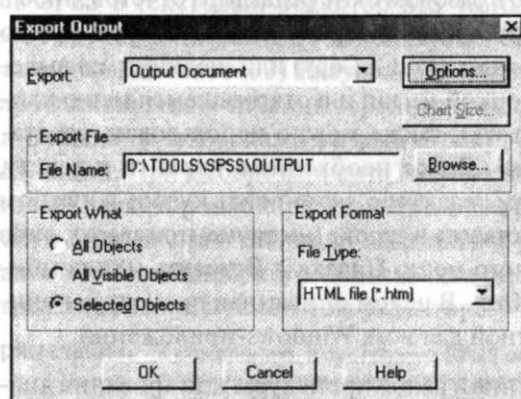 Export Output
Export: Output Document
Options...
Chart Size...
Export File
File Name: D:\TOOLS\SPSS\OUTPUT
Browse...
Export What
All Objects
All Visible Objects
Selected Objects
Export Format
File Type:
HTML file (*.htm)
OK
Cancel
Help